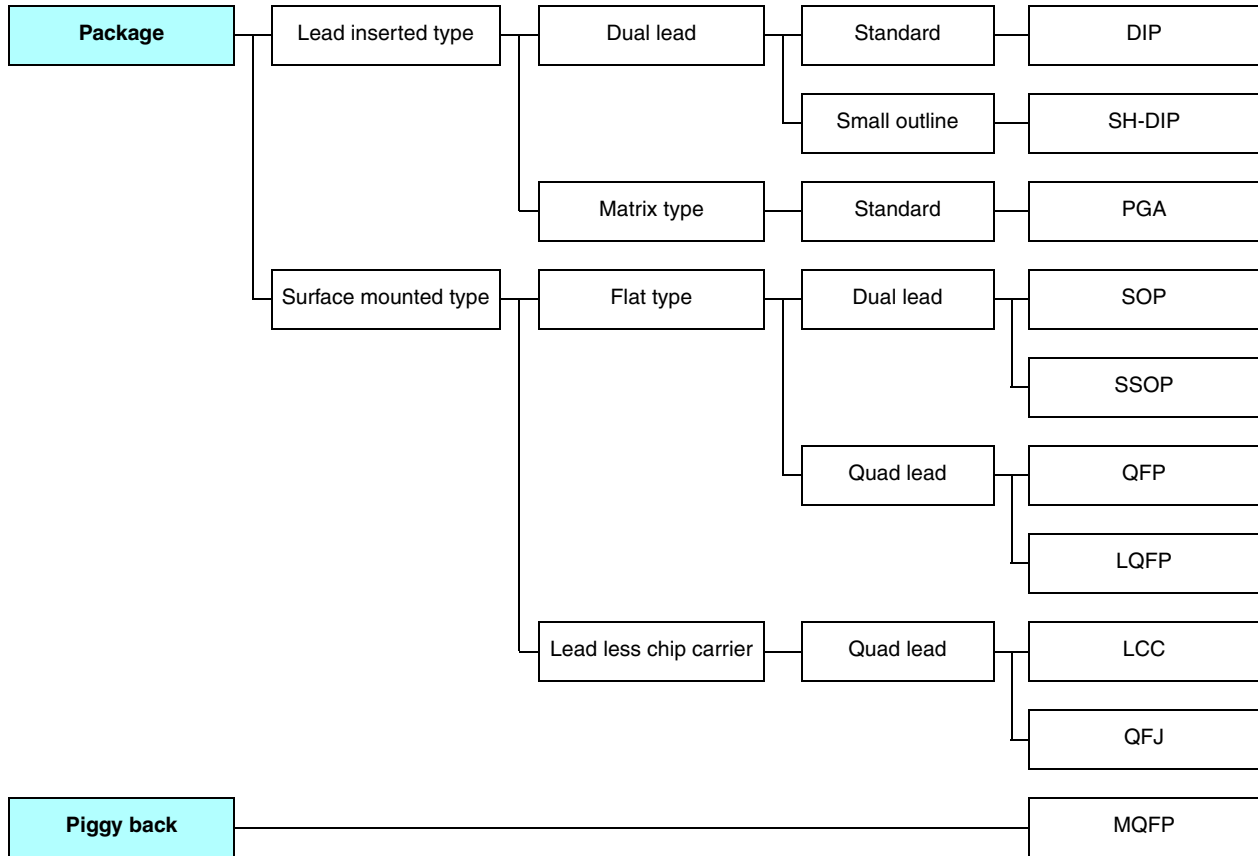 Package
Lead inserted type
Dual lead
Standard
DIP
Small outline
SH-DIP
Matrix type
Standard
PGA
Surface mounted type
Flat type
Dual lead
SOP
SSOP
Quad lead
QFP
LQFP
Lead less chip carrier
Quad lead
LCC
QFJ
Piggy back
MQFP